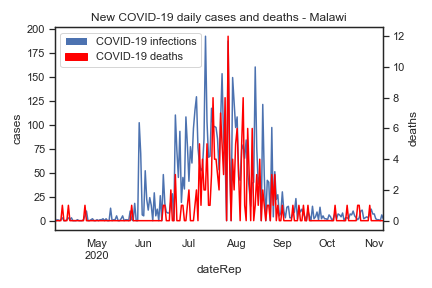 New COVID-19 daily cases and deaths - Malawi
COVID-19 infections
COVID-19 deaths
200
175
150
125
100
75
50
25
0
cases
12
10
8
6
4
2
0
deaths
May Jun Jul Aug Sep Oct Nov
2020
dateRep